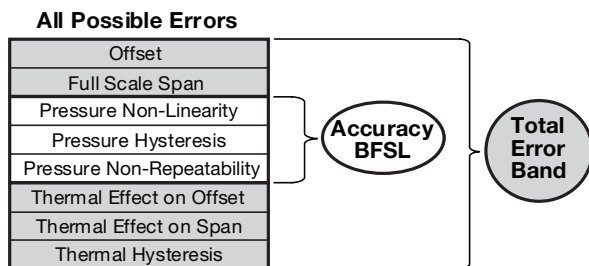 All Possible Errors
Offset
Full Scale Span
Pressure Non-Linearity
Pressure Hysteresis
Pressure Non-Repeatability
Thermal Effect on Offset
Thermal Effect on Span
Thermal Hysteresis
Accuracy
BFSL
Total
Error
Band